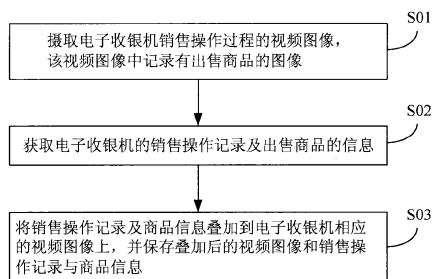 S01
摄取电子收银机销售操作过程的视频图像，
该视频图像中记录有出售商品的图像
S02
获取电子收银机的销售操作记录及出售商品的信息
S03
将销售操作记录及商品信息叠加到电子收银机相应
的视频图像上，并保存叠加后的视频图像和销售操
作记录与商品信息